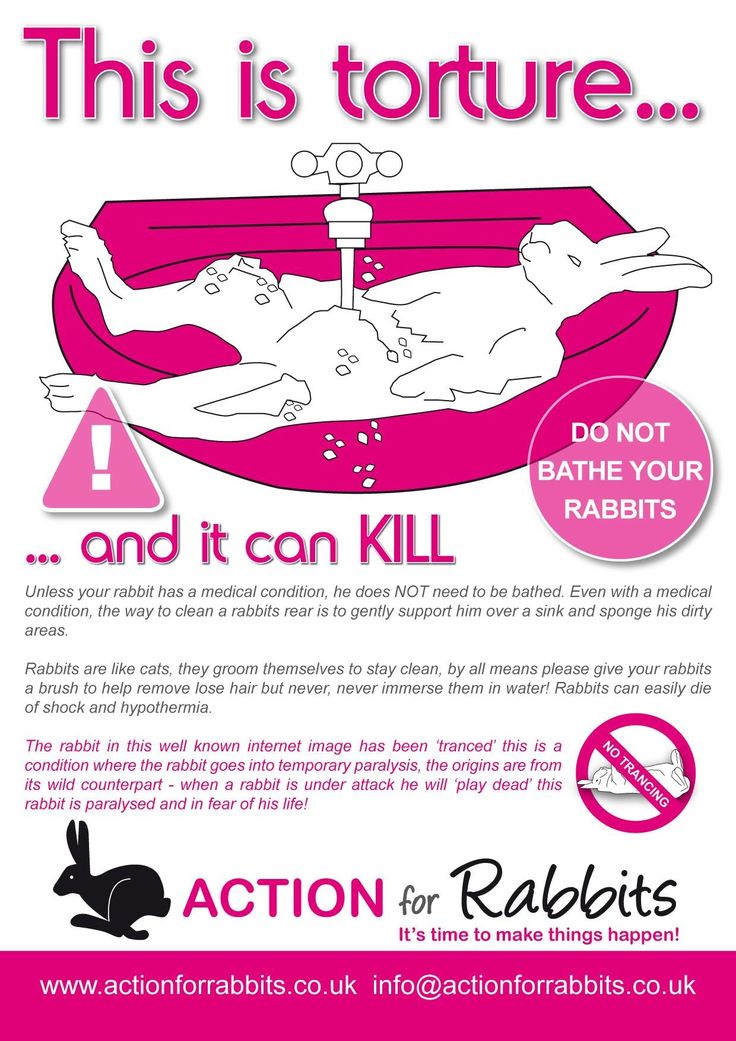 This is torture...
!
DO NOT
BATHE YOUR
RABBITS
... and it can KILL
Unless your rabbit has a medical condition, he does NOT need to be bathed. Even with a medical
condition, the way to clean a rabbits rear is to gently support him over a sink and sponge his dirty
areas.
Rabbits are like cats, they groom themselves to stay clean, by all means please give your rabbits
a brush to help remove lose hair but never, never immerse them in water! Rabbits can easily die
of shock and hypothermia.
The rabbit in this well known internet image has been ‘tranced’ this is a
condition where the rabbit goes into temporary paralysis, the origins are from
its wild counterpart - when a rabbit is under attack he will ‘play dead’ this
rabbit is paralysed and in fear of his life!
NO TRANCING
ACTION for Rabbits
It’s time to make things happen!
www.actionforrabbits.co.uk info@actionforrabbits.co.uk